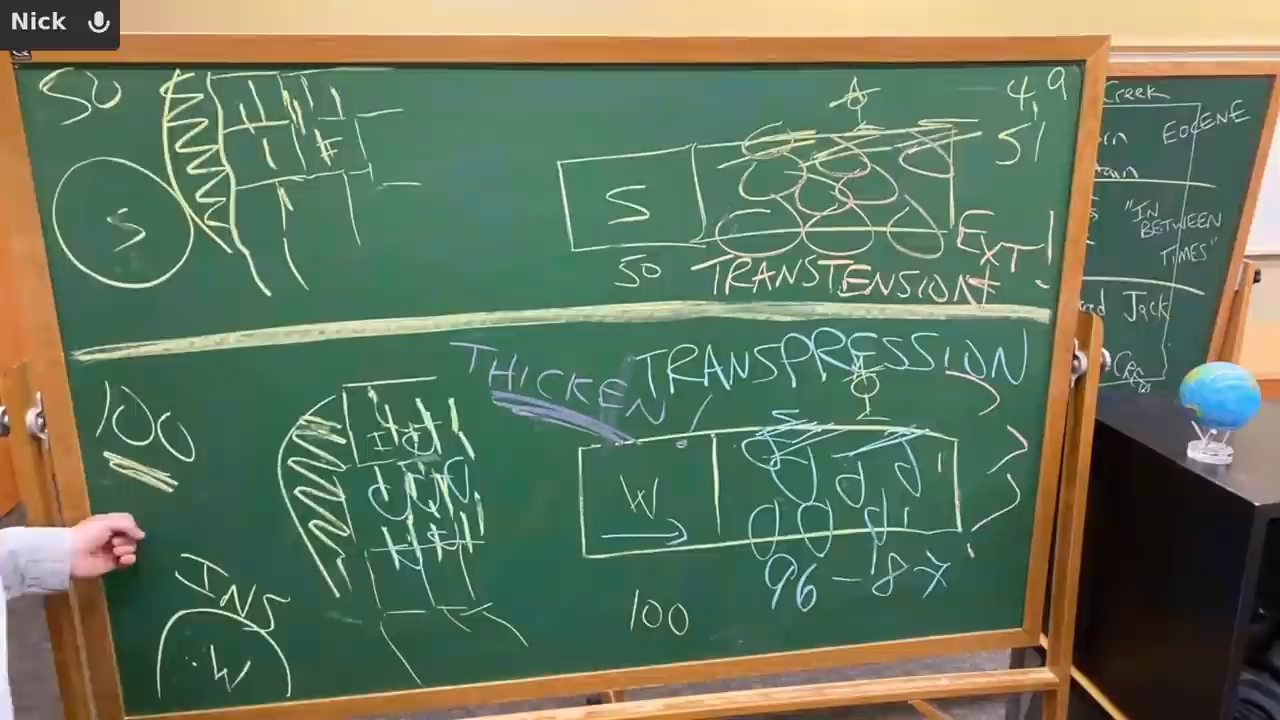 Nick
50
S
S
50
4,9
51
EXT
TRANSTENSION
THICKEN
TRANSPRESSION
100
W
96-87
100
INS
W
Creek
EOCENE
"IN
BETWEEN
TIMES"
Jack